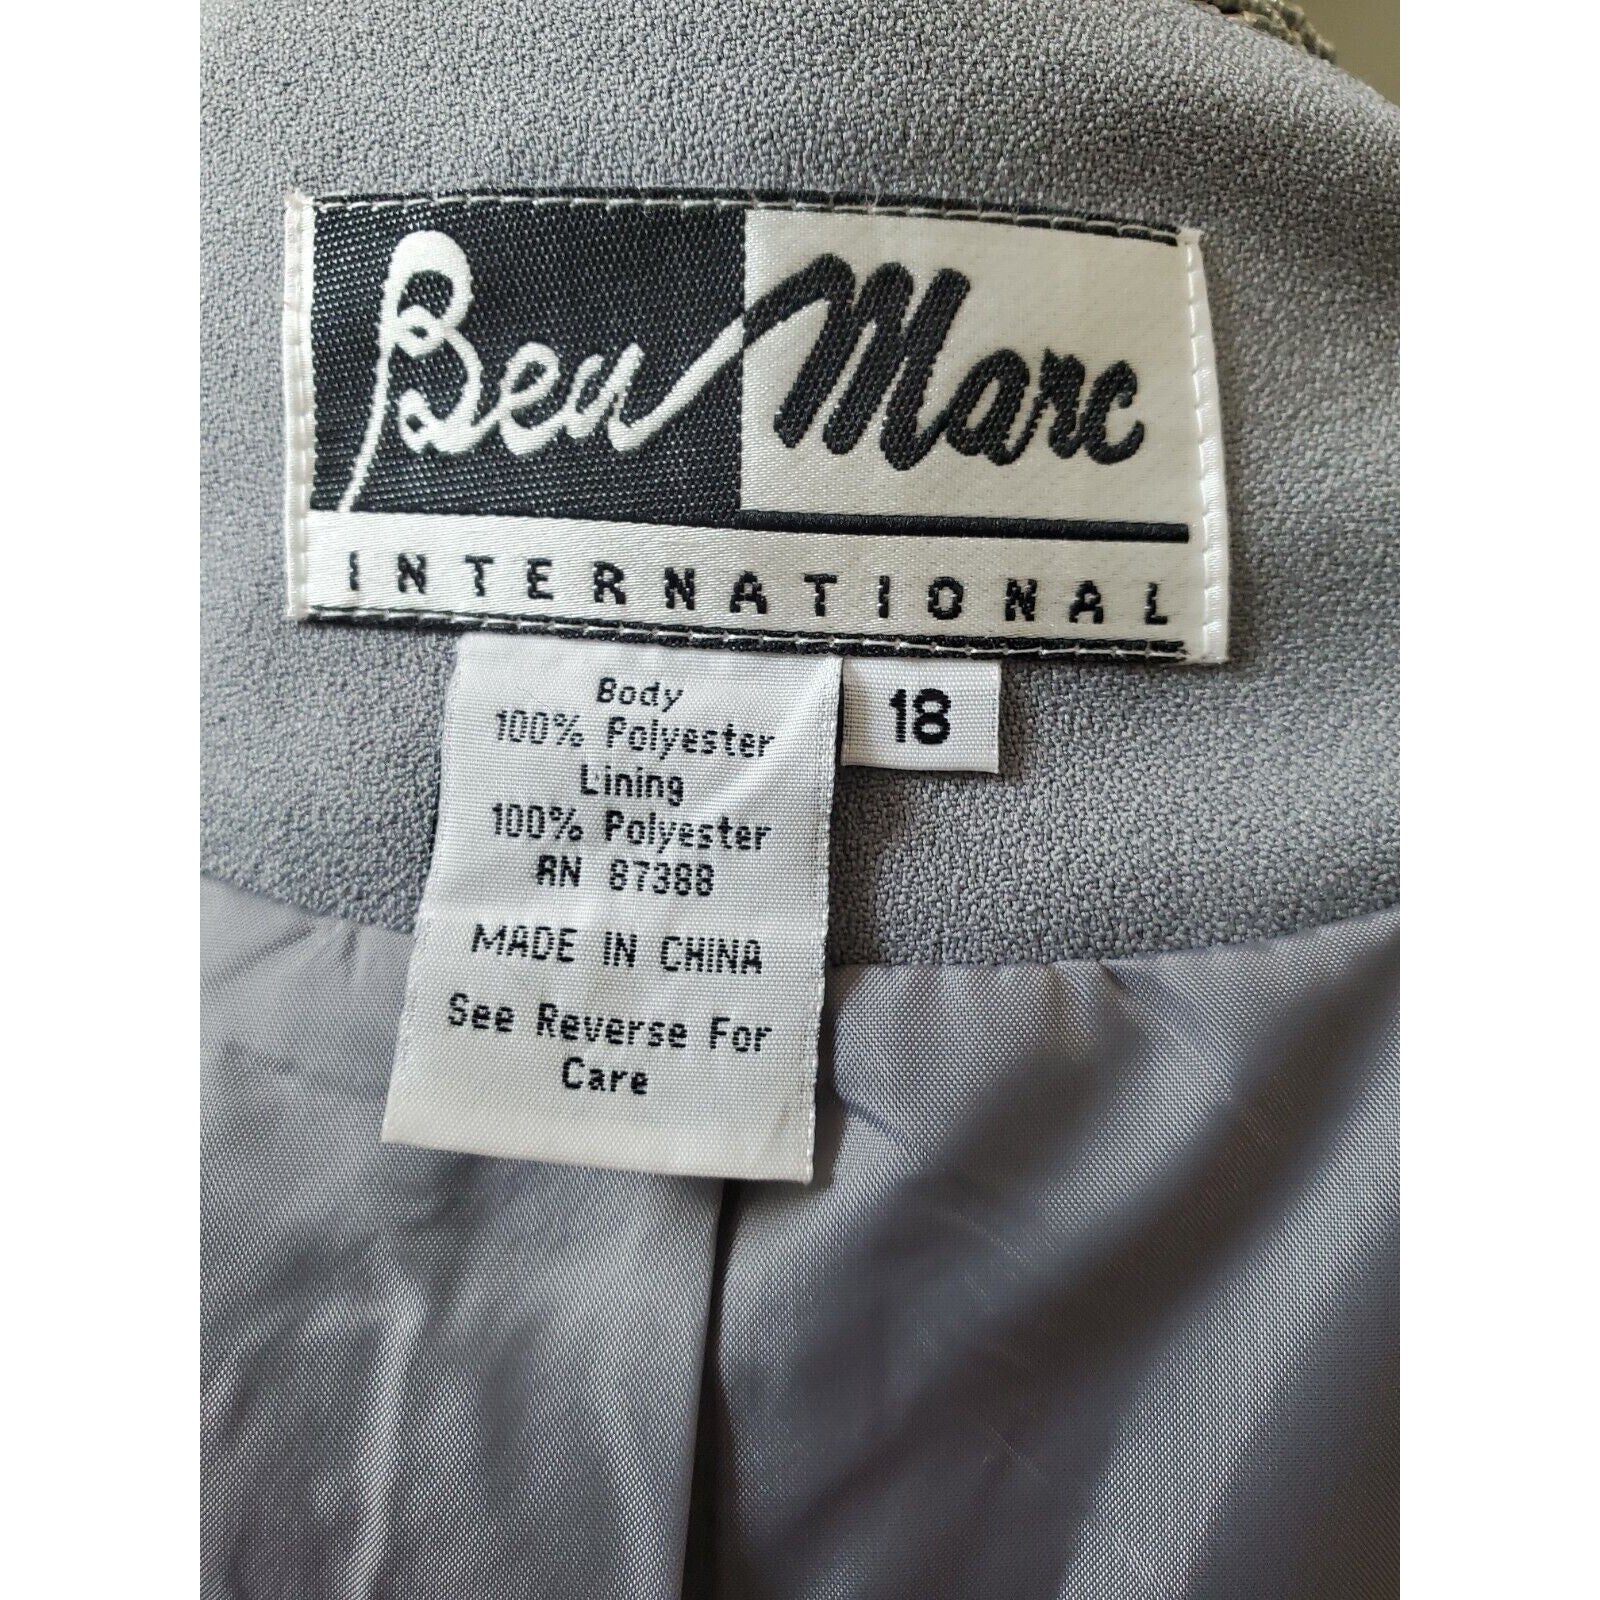 Ben Marc
INTERNATIONAL
18
Body
100% Polyester
Lining
100% Polyester
RN 87388
MADE IN CHINA
See Reverse For
Care